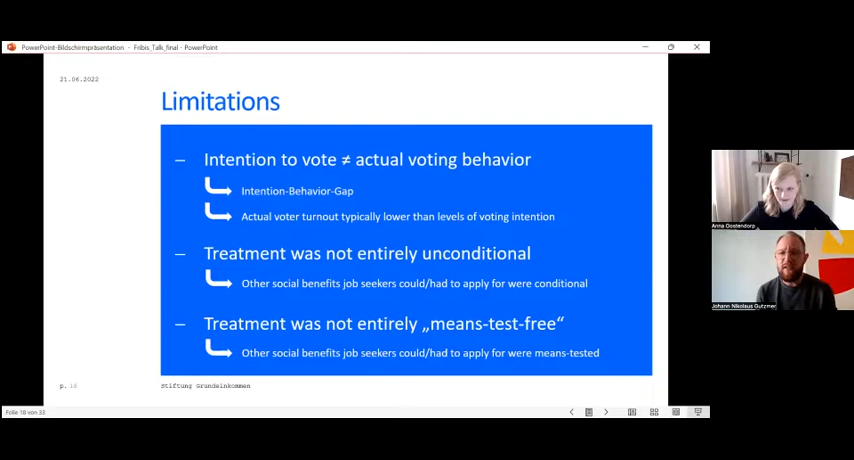 PowerPoint-Bildschirmpräsentation - Fribis_Talk_final - PowerPoint
21.06.2022
Limitations
– Intention to vote ≠ actual voting behavior
Intention-Behavior-Gap
Actual voter turnout typically lower than levels of voting intention
– Treatment was not entirely unconditional
Other social benefits job seekers could/had to apply for were conditional
– Treatment was not entirely „means-test-free“
Other social benefits job seekers could/had to apply for were means-tested
p. 18
Stiftung Grundeinkommen
Folie 18 von 33
Anna Oostendorp
Johann Nikolaus Gutzmer